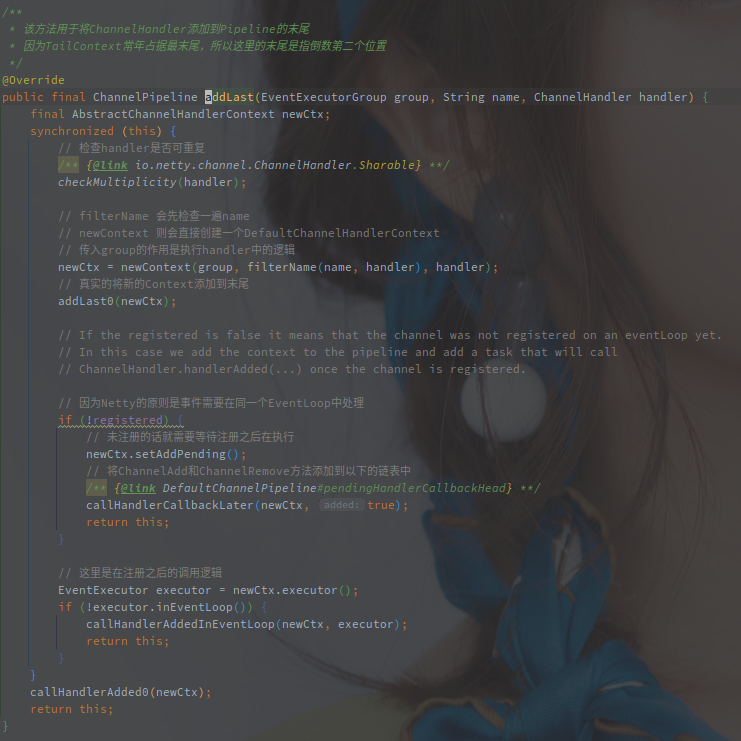 /**
 * 该方法用于将ChannelHandler添加到Pipeline的末尾
 * 因为TailContext常年占据最末尾，所以这里的末尾是指倒数第二个位置
 */
@Override
public final ChannelPipeline addLast(EventExecutorGroup group, String name, ChannelHandler handler) {
    final AbstractChannelHandlerContext newCtx;
    synchronized (this) {
        // 检查handler是否可重复
        /** {@link io.netty.channel.ChannelHandler.Sharable} **/
        checkMultiplicity(handler);

        // filterName 会先检查一遍name
        // newContext 则会直接创建一个DefaultChannelHandlerContext
        // 传入group的作用是执行handler中的逻辑
        newCtx = newContext(group, filterName(name, handler), handler);
        // 真实的将新的Context添加到末尾
        addLast0(newCtx);

        // If the registered is false it means that the channel was not registered on an eventLoop yet.
        // In this case we add the context to the pipeline and add a task that will call
        // ChannelHandler.handlerAdded(...) once the channel is registered.

        // 因为Netty的原则是事件需要在同一个EventLoop中处理
        if (!registered) {
            // 未注册的话就需要等待注册之后在执行
            newCtx.setAddPending();
            // 将ChannelAdd和ChannelRemove方法添加到以下的链表中
            /** {@link DefaultChannelPipeline#pendingHandlerCallbackHead} **/
            callHandlerCallbackLater(newCtx, added: true);
            return this;
        }

        // 这里是在注册之后的调用逻辑
        EventExecutor executor = newCtx.executor();
        if (!executor.inEventLoop()) {
            callHandlerAddedInEventLoop(newCtx, executor);
            return this;
        }
    }
    callHandlerAdded0(newCtx);
    return this;
}